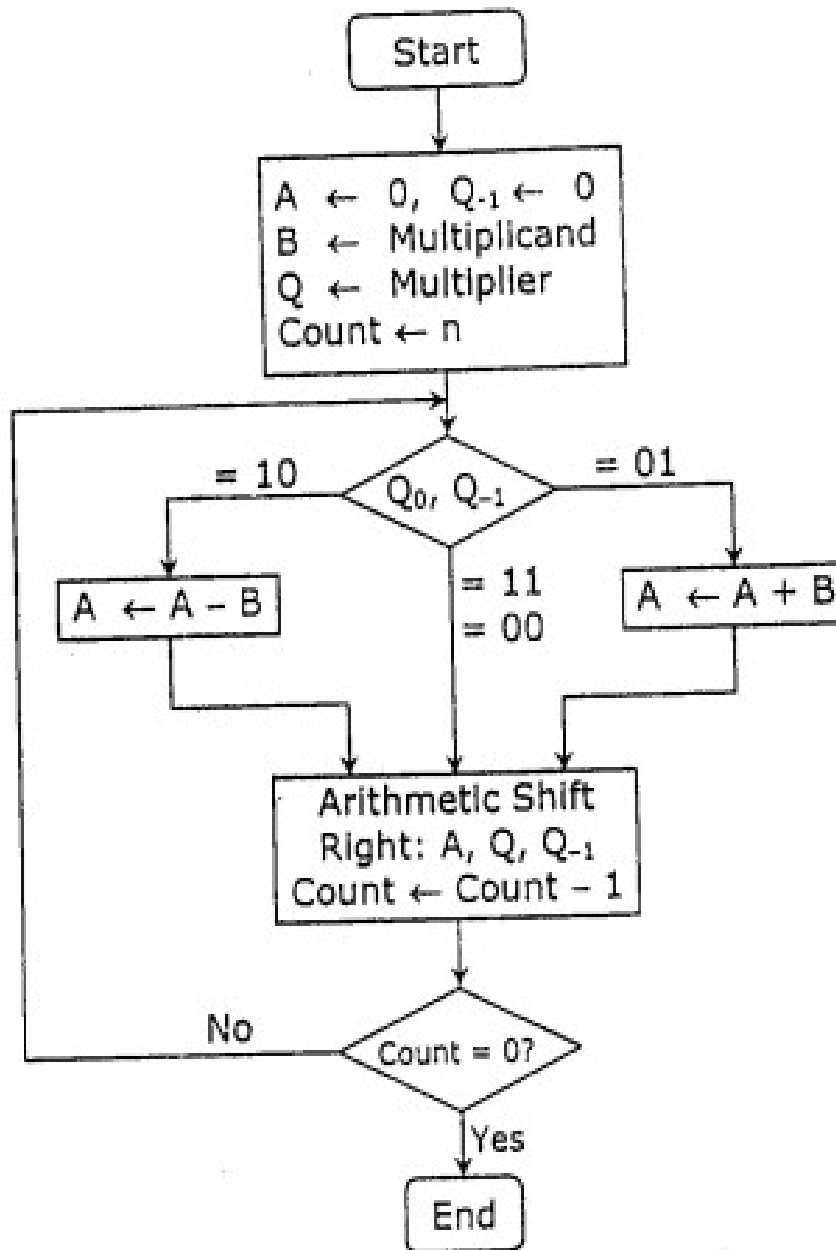 Start
A ← 0, Q₋₁ ← 0
B ← Multiplicand
Q ← Multiplier
Count ← n
= 10
Q₀, Q₋₁
= 01
A ← A – B
= 11
= 00
A ← A + B
Arithmetic Shift
Right: A, Q, Q₋₁
Count ← Count – 1
No
Count = 0?
Yes
End